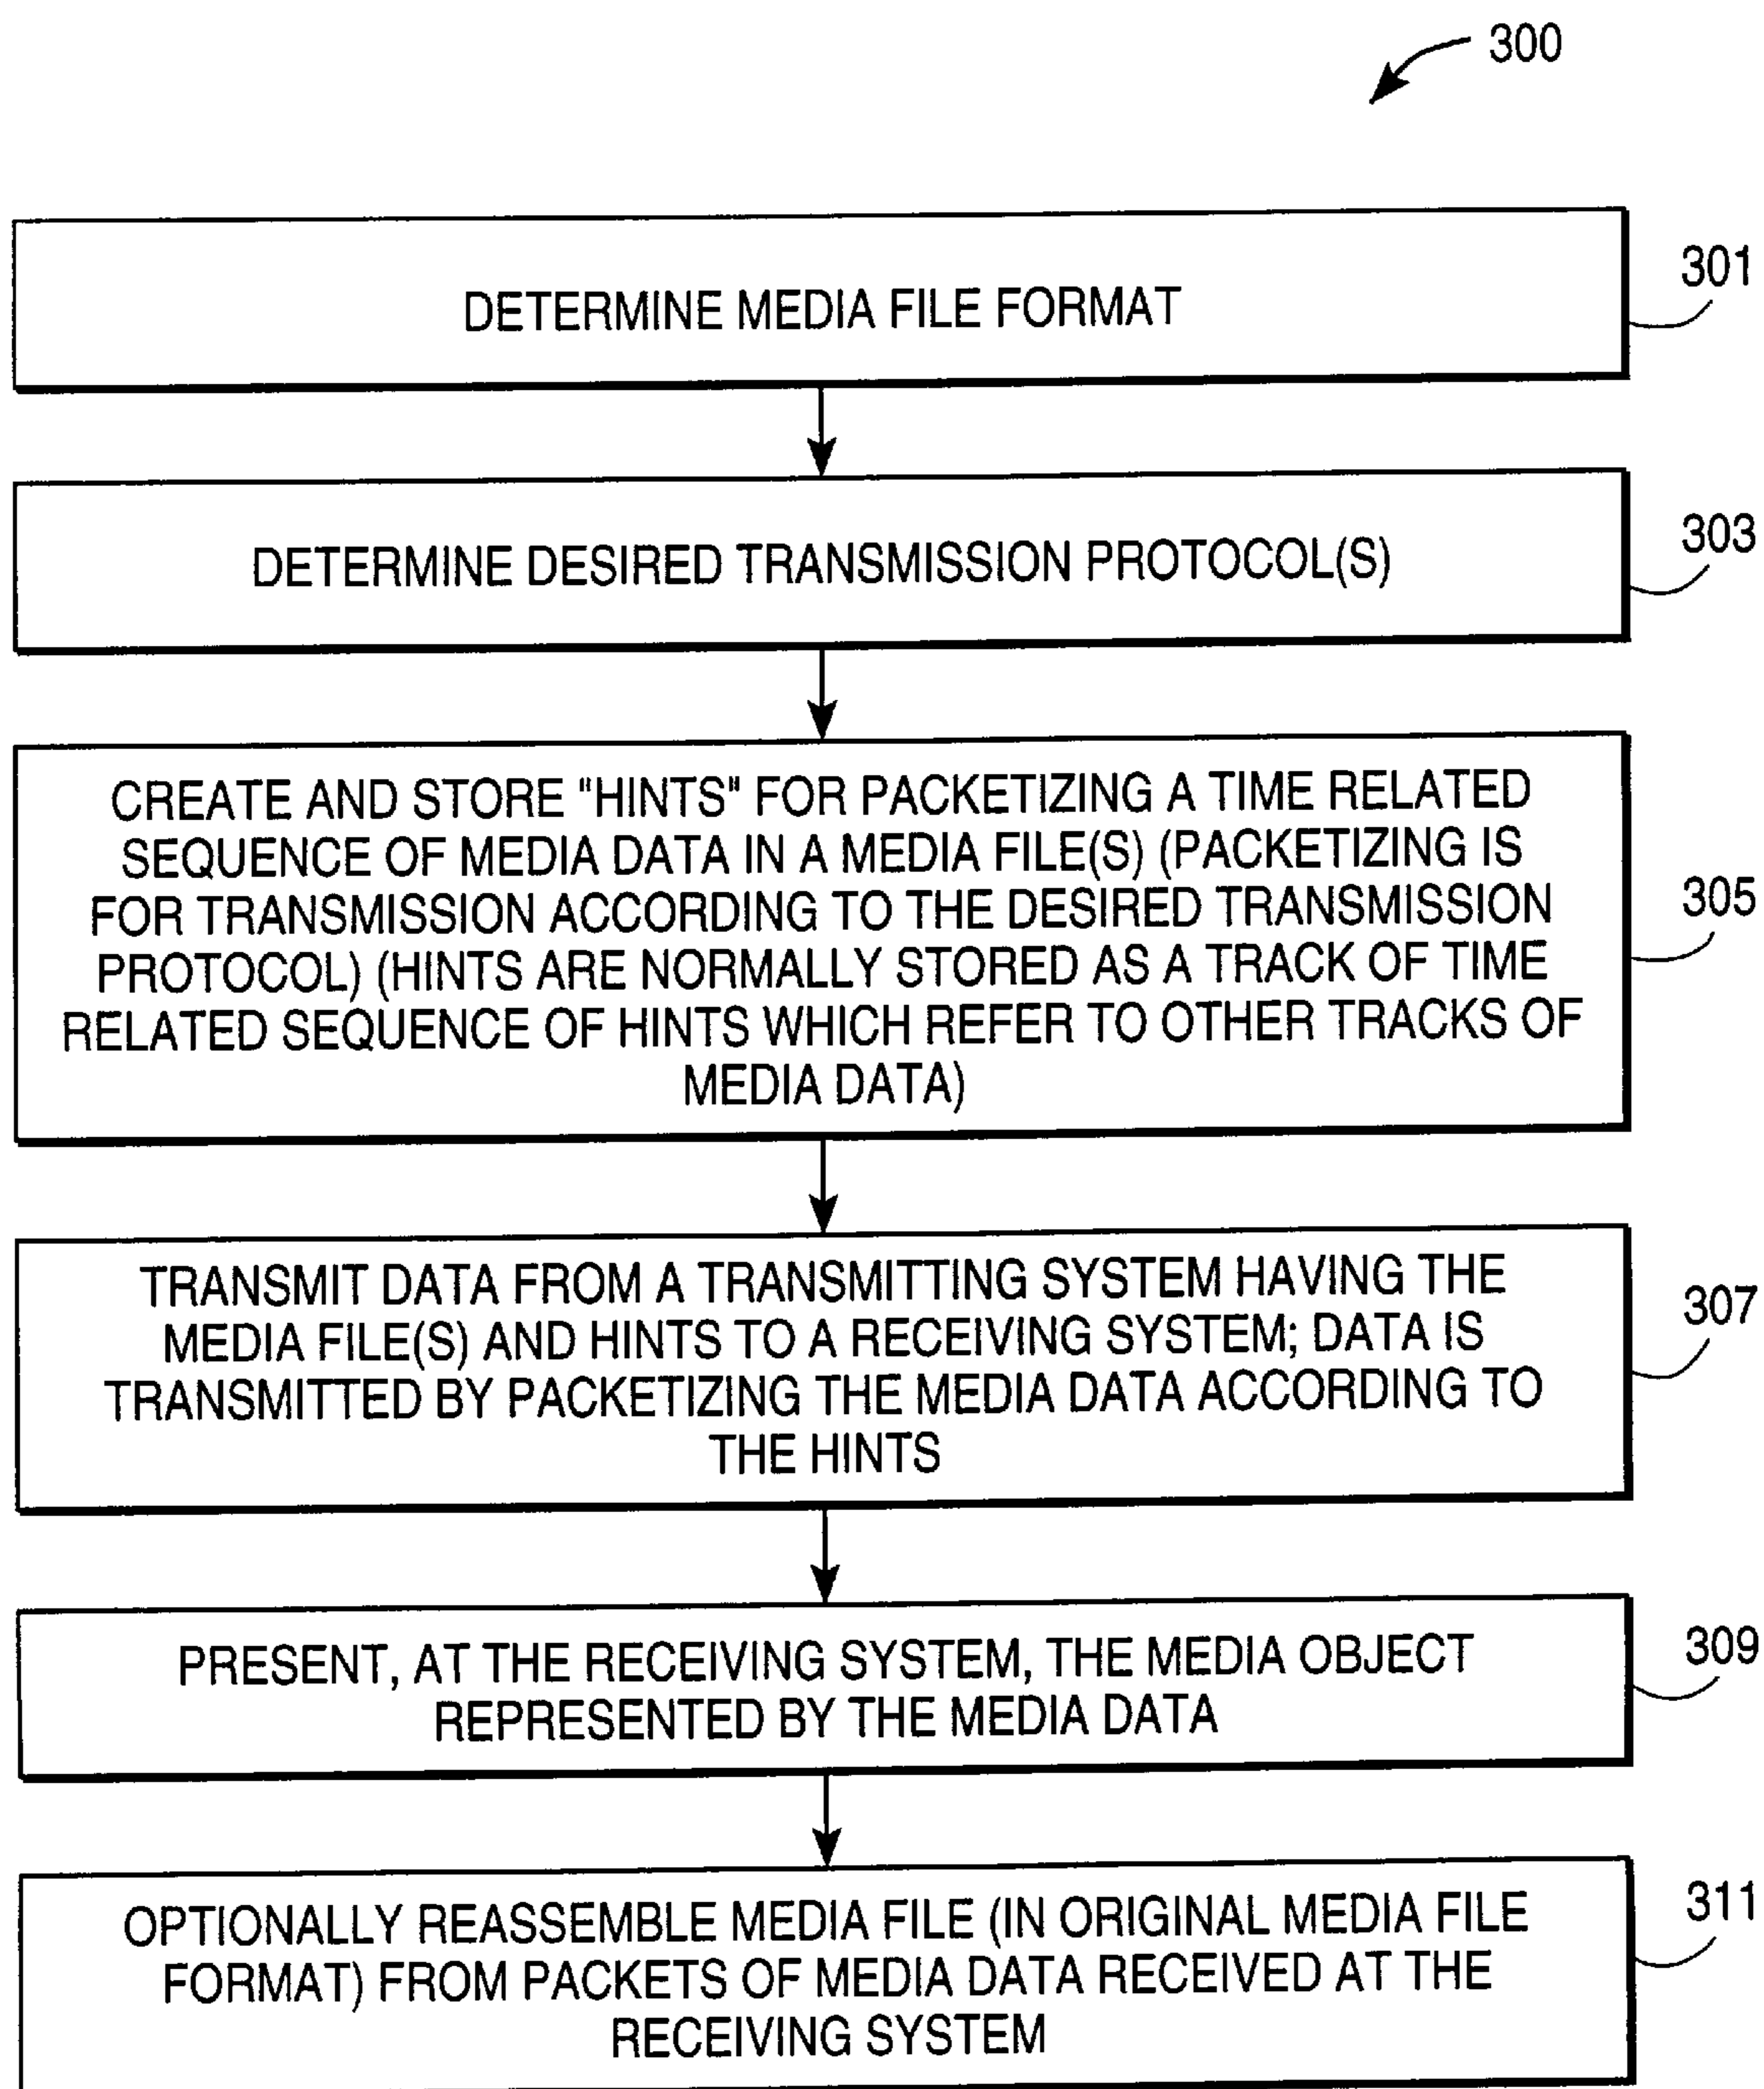 300
DETERMINE MEDIA FILE FORMAT
301
DETERMINE DESIRED TRANSMISSION PROTOCOL(S)
303
CREATE AND STORE "HINTS" FOR PACKETIZING A TIME RELATED
SEQUENCE OF MEDIA DATA IN A MEDIA FILE(S) (PACKETIZING IS
FOR TRANSMISSION ACCORDING TO THE DESIRED TRANSMISSION
PROTOCOL) (HINTS ARE NORMALLY STORED AS A TRACK OF TIME
RELATED SEQUENCE OF HINTS WHICH REFER TO OTHER TRACKS OF
MEDIA DATA)
305
TRANSMIT DATA FROM A TRANSMITTING SYSTEM HAVING THE
MEDIA FILE(S) AND HINTS TO A RECEIVING SYSTEM; DATA IS
TRANSMITTED BY PACKETIZING THE MEDIA DATA ACCORDING TO
THE HINTS
307
PRESENT, AT THE RECEIVING SYSTEM, THE MEDIA OBJECT
REPRESENTED BY THE MEDIA DATA
309
OPTIONALLY REASSEMBLE MEDIA FILE (IN ORIGINAL MEDIA FILE
FORMAT) FROM PACKETS OF MEDIA DATA RECEIVED AT THE
RECEIVING SYSTEM
311